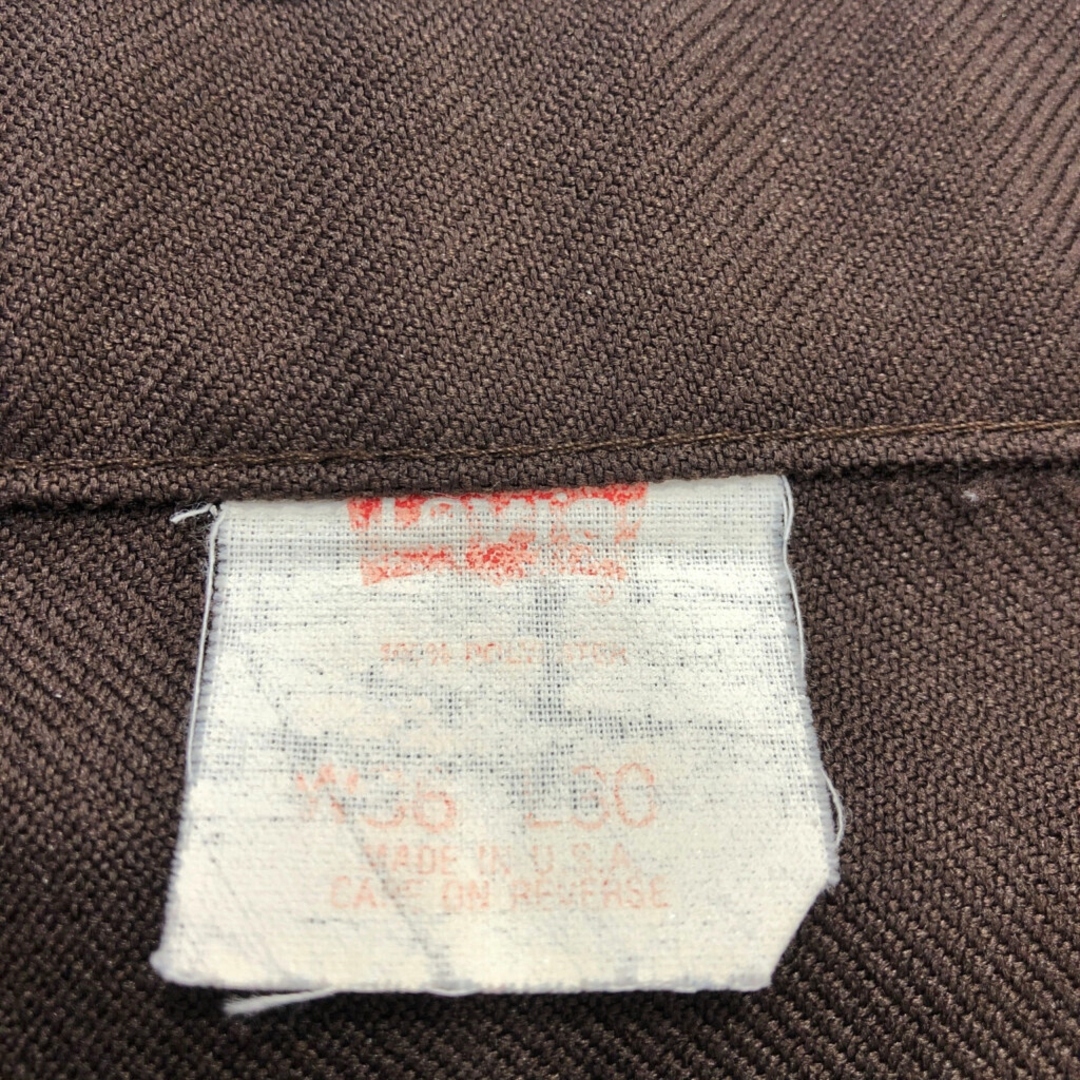 Levi's
100% POLYESTER
W36 L30
MADE IN U.S.A.
CARE ON REVERSE